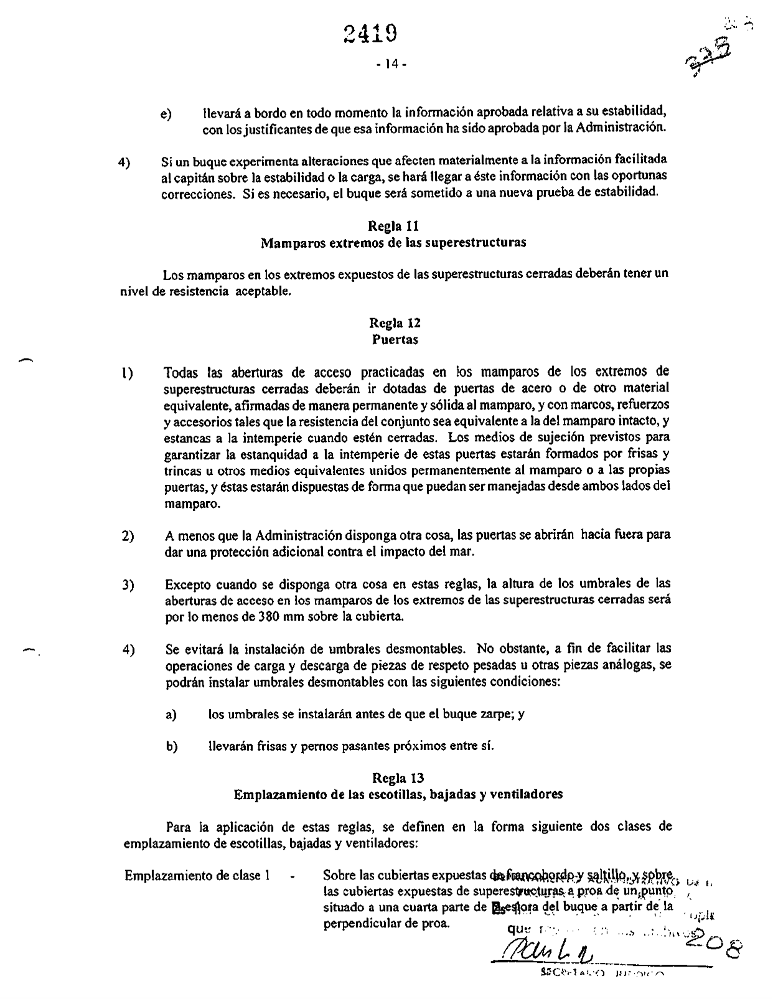 2419
- 14 -
e) llevará a bordo en todo momento la información aprobada relativa a su estabilidad,
con los justificantes de que esa información ha sido aprobada por la Administración.
4) Si un buque experimenta alteraciones que afecten materialmente a la información facilitada
al capitán sobre la estabilidad o la carga, se hará llegar a éste información con las oportunas
correcciones. Si es necesario, el buque será sometido a una nueva prueba de estabilidad.
Regla 11
Mamparos extremos de las superestructuras
Los mamparos en los extremos expuestos de las superestructuras cerradas deberán tener un
nivel de resistencia aceptable.
Regla 12
Puertas
1) Todas las aberturas de acceso practicadas en los mamparos de los extremos de
superestructuras cerradas deberán ir dotadas de puertas de acero o de otro material
equivalente, afirmadas de manera permanente y sólida al mamparo, y con marcos, refuerzos
y accesorios tales que la resistencia del conjunto sea equivalente a la del mamparo intacto, y
estancas a la intemperie cuando estén cerradas. Los medios de sujeción previstos para
garantizar la estanquidad a la intemperie de estas puertas estarán formados por frisas y
trincas u otros medios equivalentes unidos permanentemente al mamparo o a las propias
puertas, y éstas estarán dispuestas de forma que puedan ser manejadas desde ambos lados del
mamparo.
2) A menos que la Administración disponga otra cosa, las puertas se abrirán hacia fuera para
dar una protección adicional contra el impacto del mar.
3) Excepto cuando se disponga otra cosa en estas reglas, la altura de los umbrales de las
aberturas de acceso en los mamparos de los extremos de las superestructuras cerradas será
por lo menos de 380 mm sobre la cubierta.
4) Se evitará la instalación de umbrales desmontables. No obstante, a fin de facilitar las
operaciones de carga y descarga de piezas de respeto pesadas u otras piezas análogas, se
podrán instalar umbrales desmontables con las siguientes condiciones:
a) los umbrales se instalarán antes de que el buque zarpe; y
b) llevarán frisas y pernos pasantes próximos entre sí.
Regla 13
Emplazamiento de las escotillas, bajadas y ventiladores
Para la aplicación de estas reglas, se definen en la forma siguiente dos clases de
emplazamiento de escotillas, bajadas y ventiladores:
Emplazamiento de clase 1 - Sobre las cubiertas expuestas de francobordo y saltillo, y sobre
las cubiertas expuestas de superestructuras a proa de un punto
situado a una cuarta parte de eslora del buque a partir de la
perpendicular de proa.
que
208